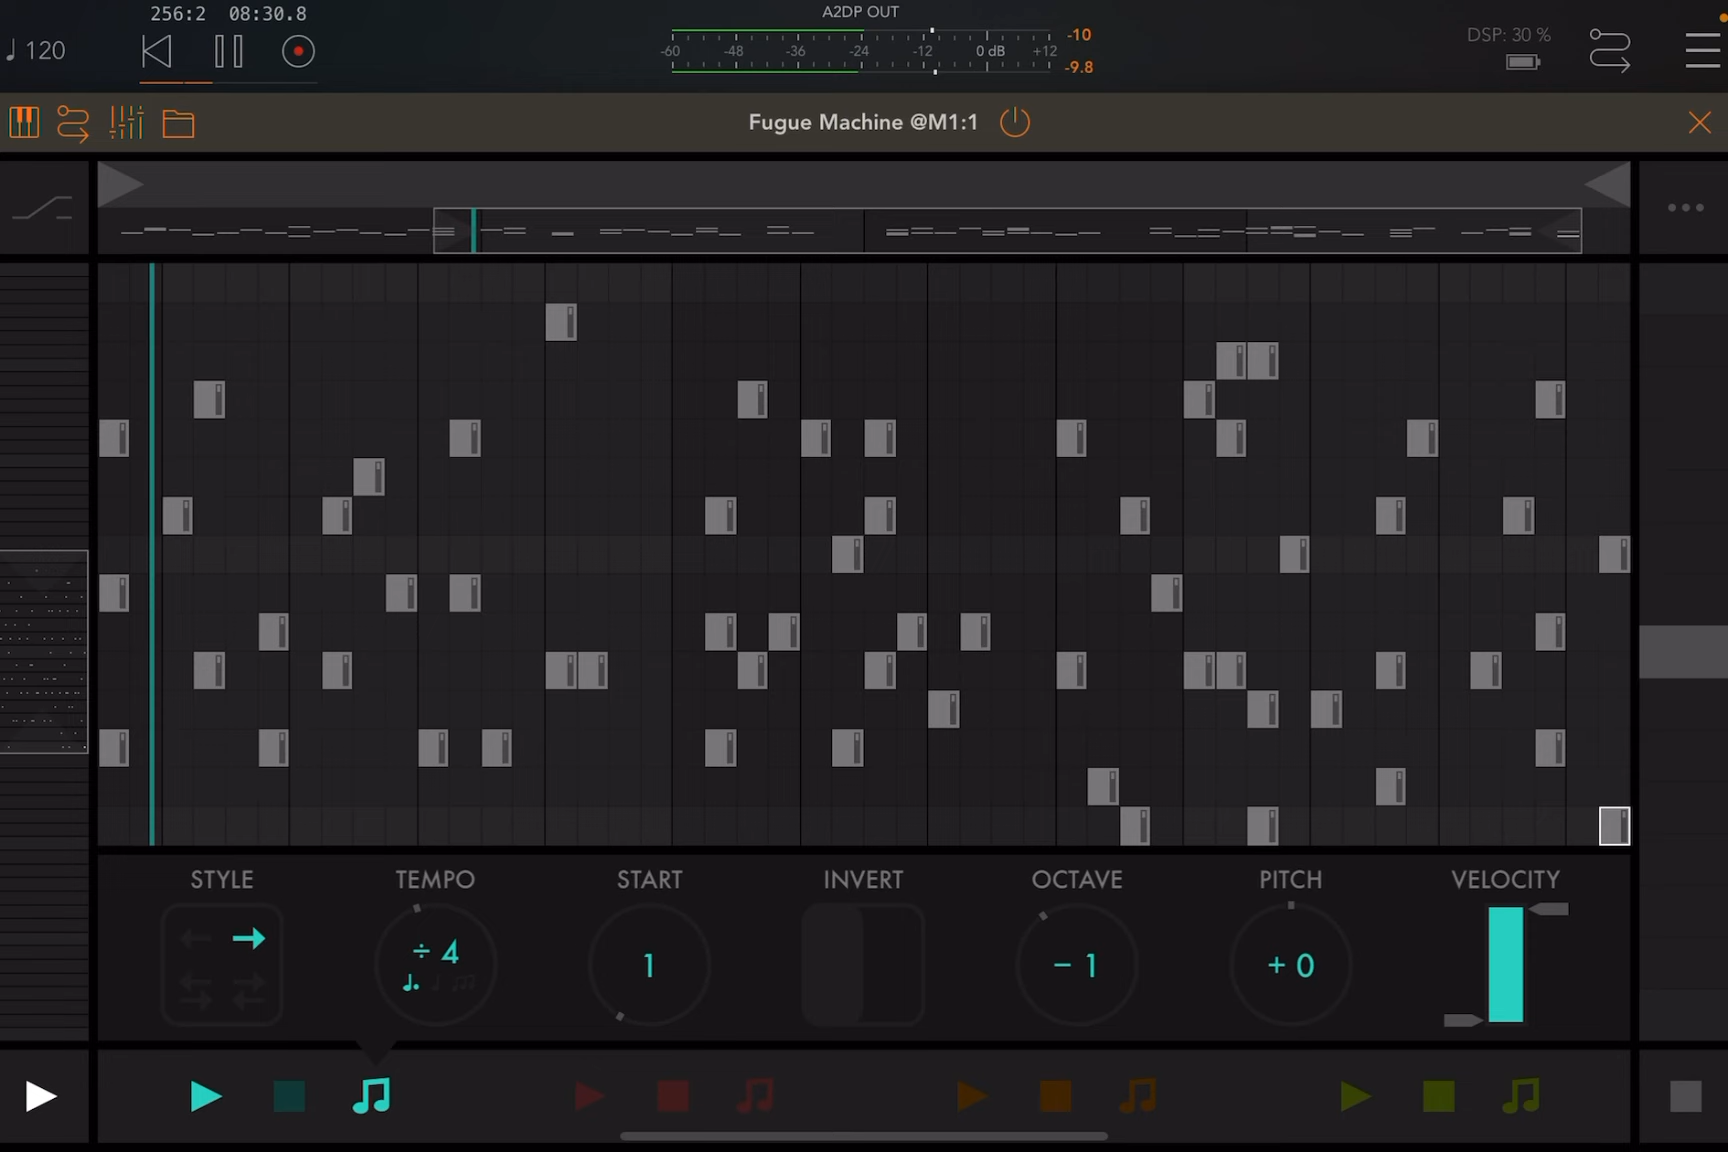 256:2 08:30.8
A2DP OUT
♩ 120
-60 -48 -36 -24 -12 0 dB +12
-10
-9.8
DSP: 30 %
Fugue Machine @M1:1
STYLE TEMPO START INVERT OCTAVE PITCH VELOCITY
÷ 4 1 − 1 + 0